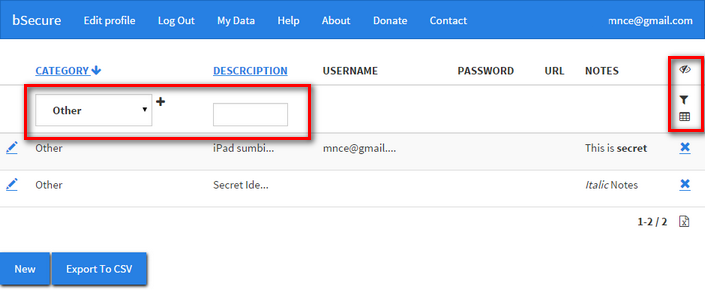 bSecure Edit profile Log Out My Data Help About Donate Contact mnce@gmail.com
CATEGORY DESCRCIPTION USERNAME PASSWORD URL NOTES
Other
Other iPad sumbi... mnce@gmail.... This is secret
Other Secret Ide... Italic Notes
1-2 / 2
New Export To CSV